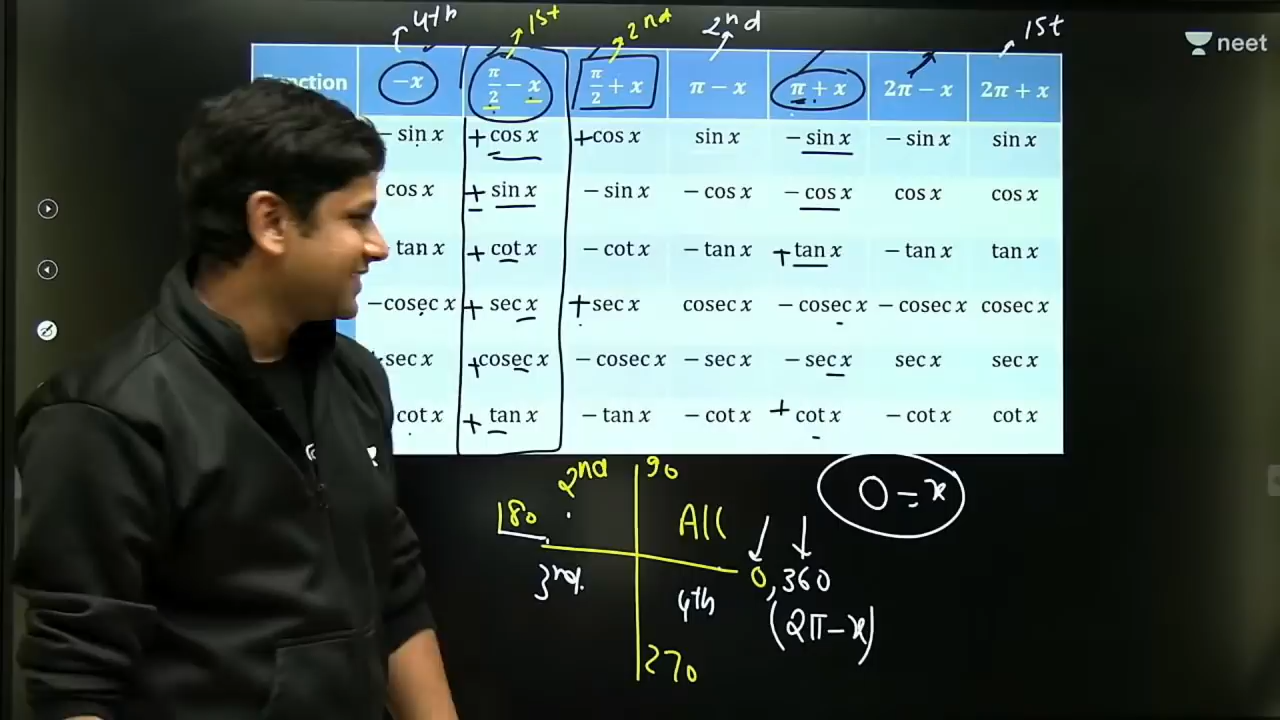 4th 1st 2nd 2nd 1st
neet
nction −x π/2 − x π/2 + x π − x π + x 2π − x 2π + x
− sin x + cos x + cos x sin x − sin x − sin x sin x
cos x + sin x − sin x − cos x − cos x cos x cos x
tan x + cot x − cot x − tan x + tan x − tan x tan x
−cosec x + sec x + sec x cosec x − cosec x − cosec x cosec x
sec x +cosec x − cosec x − sec x − sec x sec x sec x
cot x + tan x − tan x − cot x + cot x − cot x cot x
2nd 90
180 All θ = x
3rd 4th 0, 360
(2π − x)
270